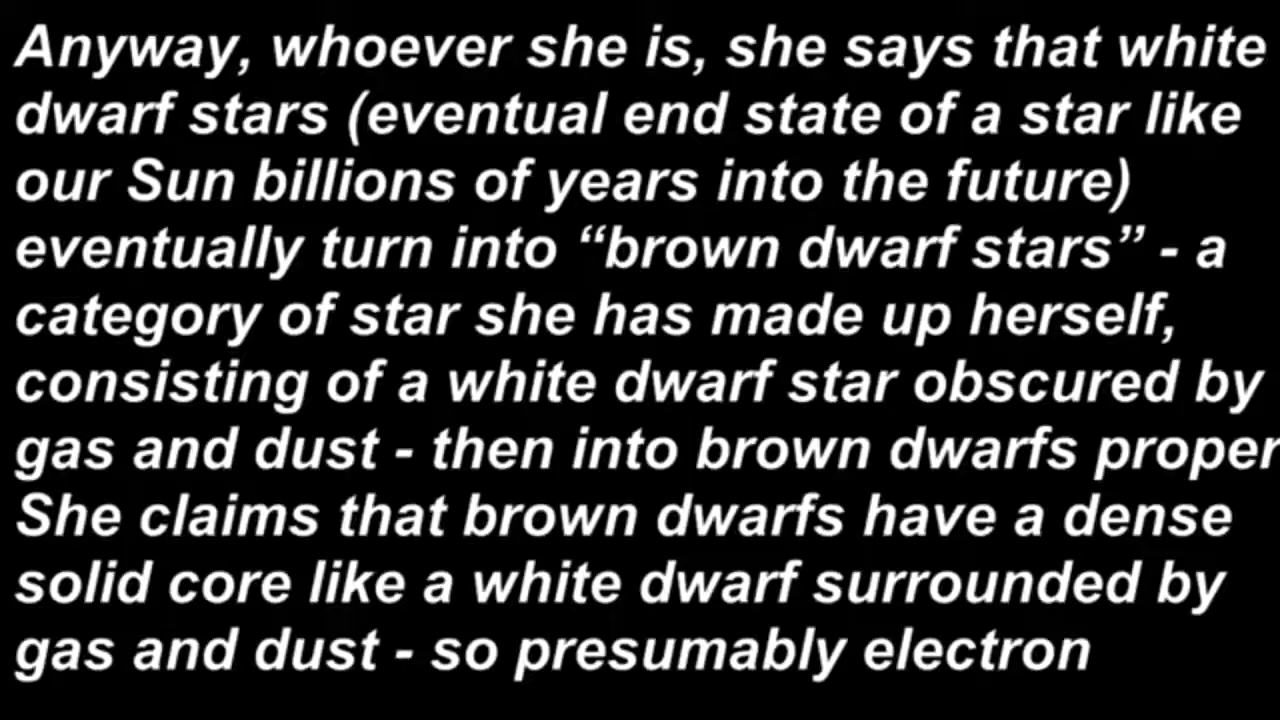 Anyway, whoever she is, she says that white
dwarf stars (eventual end state of a star like
our Sun billions of years into the future)
eventually turn into “brown dwarf stars” - a
category of star she has made up herself,
consisting of a white dwarf star obscured by
gas and dust - then into brown dwarfs proper
She claims that brown dwarfs have a dense
solid core like a white dwarf surrounded by
gas and dust - so presumably electron